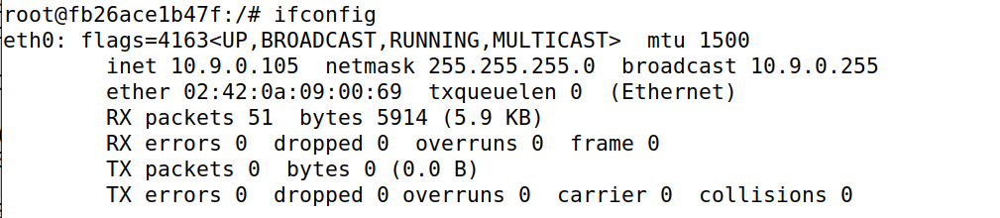 root@fb26ace1b47f:/# ifconfig
eth0: flags=4163<UP,BROADCAST,RUNNING,MULTICAST>  mtu 1500
        inet 10.9.0.105  netmask 255.255.255.0  broadcast 10.9.0.255
        ether 02:42:0a:09:00:69  txqueuelen 0  (Ethernet)
        RX packets 51  bytes 5914 (5.9 KB)
        RX errors 0  dropped 0  overruns 0  frame 0
        TX packets 0  bytes 0 (0.0 B)
        TX errors 0  dropped 0 overruns 0  carrier 0  collisions 0